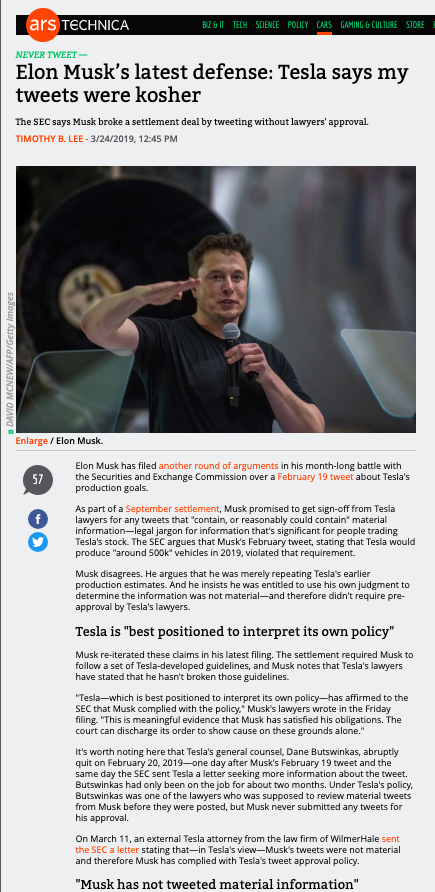 ars TECHNICA
BIZ & IT TECH SCIENCE POLICY CARS GAMING & CULTURE STORE
NEVER TWEET —
Elon Musk’s latest defense: Tesla says my
tweets were kosher
The SEC says Musk broke a settlement deal by tweeting without lawyers’ approval.
TIMOTHY B. LEE - 3/24/2019, 12:45 PM
DAVID MCNEW/AFP/Getty Images
Enlarge / Elon Musk.
57
Elon Musk has filed another round of arguments in his month-long battle with
the Securities and Exchange Commission over a February 19 tweet about Tesla's
production goals.
As part of a September settlement, Musk promised to get sign-off from Tesla
lawyers for any tweets that "contain, or reasonably could contain" material
information—legal jargon for information that's significant for people trading
Tesla's stock. The SEC argues that Musk's February tweet, stating that Tesla would
produce "around 500k" vehicles in 2019, violated that requirement.
Musk disagrees. He argues that he was merely repeating Tesla's earlier
production estimates. And he insists he was entitled to use his own judgment to
determine the information was not material—and therefore didn't require pre-
approval by Tesla's lawyers.
Tesla is "best positioned to interpret its own policy"
Musk re-iterated these claims in his latest filing. The settlement required Musk to
follow a set of Tesla-developed guidelines, and Musk notes that Tesla's lawyers
have stated that he hasn't broken those guidelines.
"Tesla—which is best positioned to interpret its own policy—has affirmed to the
SEC that Musk complied with the policy," Musk's lawyers wrote in the Friday
filing. "This is meaningful evidence that Musk has satisfied his obligations. The
court can discharge its order to show cause on these grounds alone."
It's worth noting here that Tesla's general counsel, Dane Butswinkas, abruptly
quit on February 20, 2019—one day after Musk's February 19 tweet and the
same day the SEC sent Tesla a letter seeking more information about the tweet.
Butswinkas had only been on the job for about two months. Under Tesla's policy,
Butswinkas was one of the lawyers who was supposed to review material tweets
from Musk before they were posted, but Musk never submitted any tweets for
his approval.
On March 11, an external Tesla attorney from the law firm of WilmerHale sent
the SEC a letter stating that—in Tesla's view—Musk's tweets were not material
and therefore Musk has complied with Tesla's tweet approval policy.
"Musk has not tweeted material information"